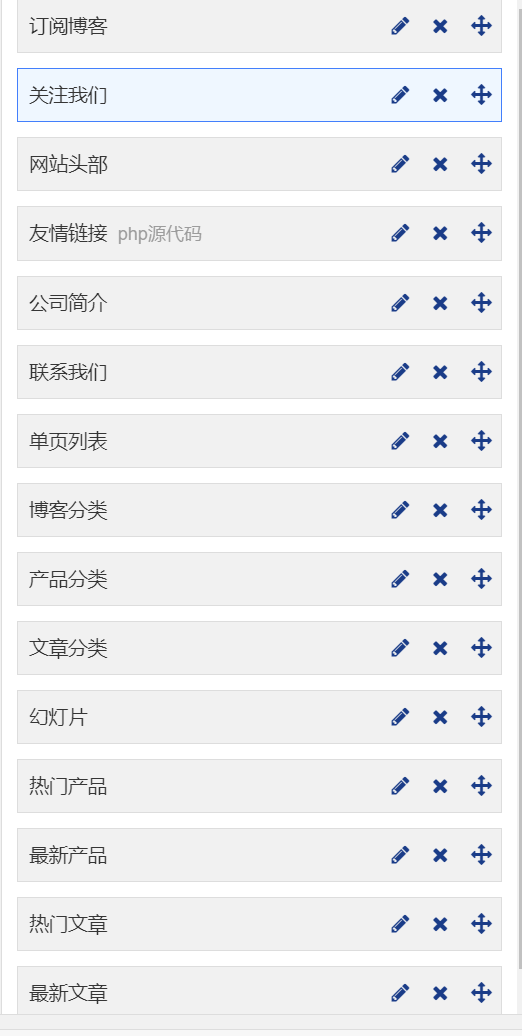 订阅博客
关注我们
网站头部
友情链接 php源代码
公司简介
联系我们
单页列表
博客分类
产品分类
文章分类
幻灯片
热门产品
最新产品
热门文章
最新文章